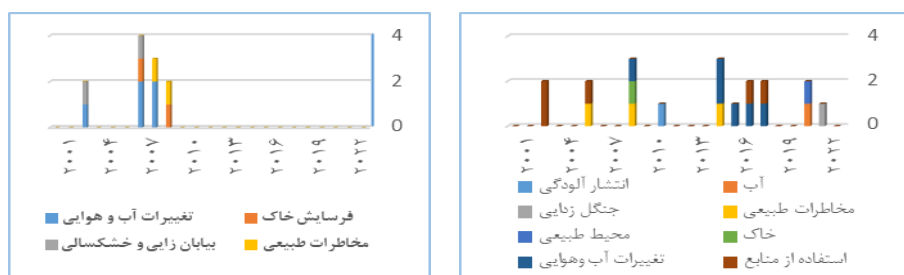 4
2
0
۲۰۰۱
۲۰۰۴
۲۰۰۷
۲۰۱۰
۲۰۱۳
۲۰۱۶
۲۰۱۹
۲۰۲۲
تغییرات آب و هوایی
فرسایش خاک
بیابان زایی و خشکسالی
مخاطرات طبیعی
4
2
0
۲۰۰۱
۲۰۰۴
۲۰۰۷
۲۰۱۰
۲۰۱۳
۲۰۱۶
۲۰۱۹
۲۰۲۲
انتشار آلودگی
آب
جنگل زدایی
مخاطرات طبیعی
محیط طبیعی
خاک
تغییرات آب وهوایی
استفاده از منابع